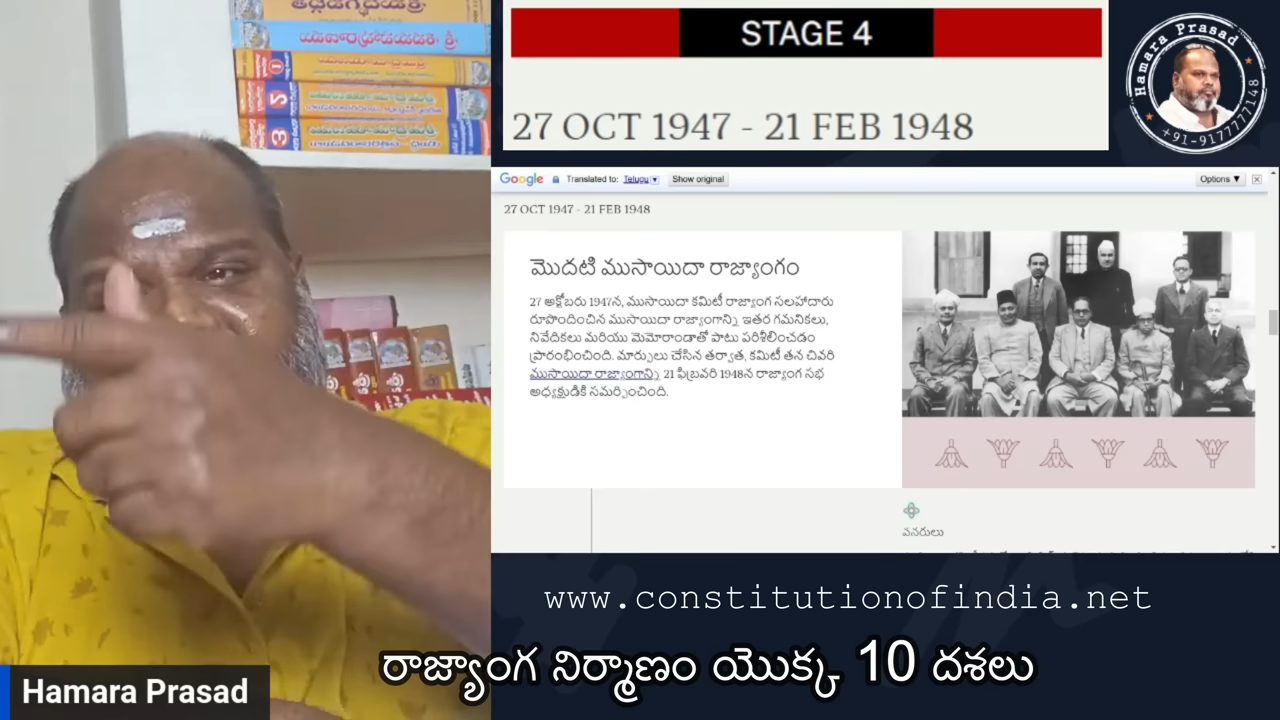 STAGE 4
27 OCT 1947 - 21 FEB 1948
Hamara Prasad
+91-9177777148
Google Translated to: Telugu Show original Options ▼
27 OCT 1947 - 21 FEB 1948
మొదటి ముసాయిదా రాజ్యాంగం
27 అక్టోబరు 1947న, ముసాయిదా కమిటీ రాజ్యాంగ సలహాదారు
రూపొందించిన ముసాయిదా రాజ్యాంగాన్ని ఇతర గమనికలు,
నివేదికలు మరియు మెమోరాండాతో పాటు పరిశీలించడం
ప్రారంభించింది. మార్పులు చేసిన తర్వాత, కమిటీ తన చివరి
ముసాయిదా రాజ్యాంగాన్ని 21 ఫిబ్రవరి 1948న రాజ్యాంగ సభ
అధ్యక్షుడికి సమర్పించింది.
వనరులు
www.constitutionofindia.net
రాజ్యాంగ నిర్మాణం యొక్క 10 దశలు
Hamara Prasad